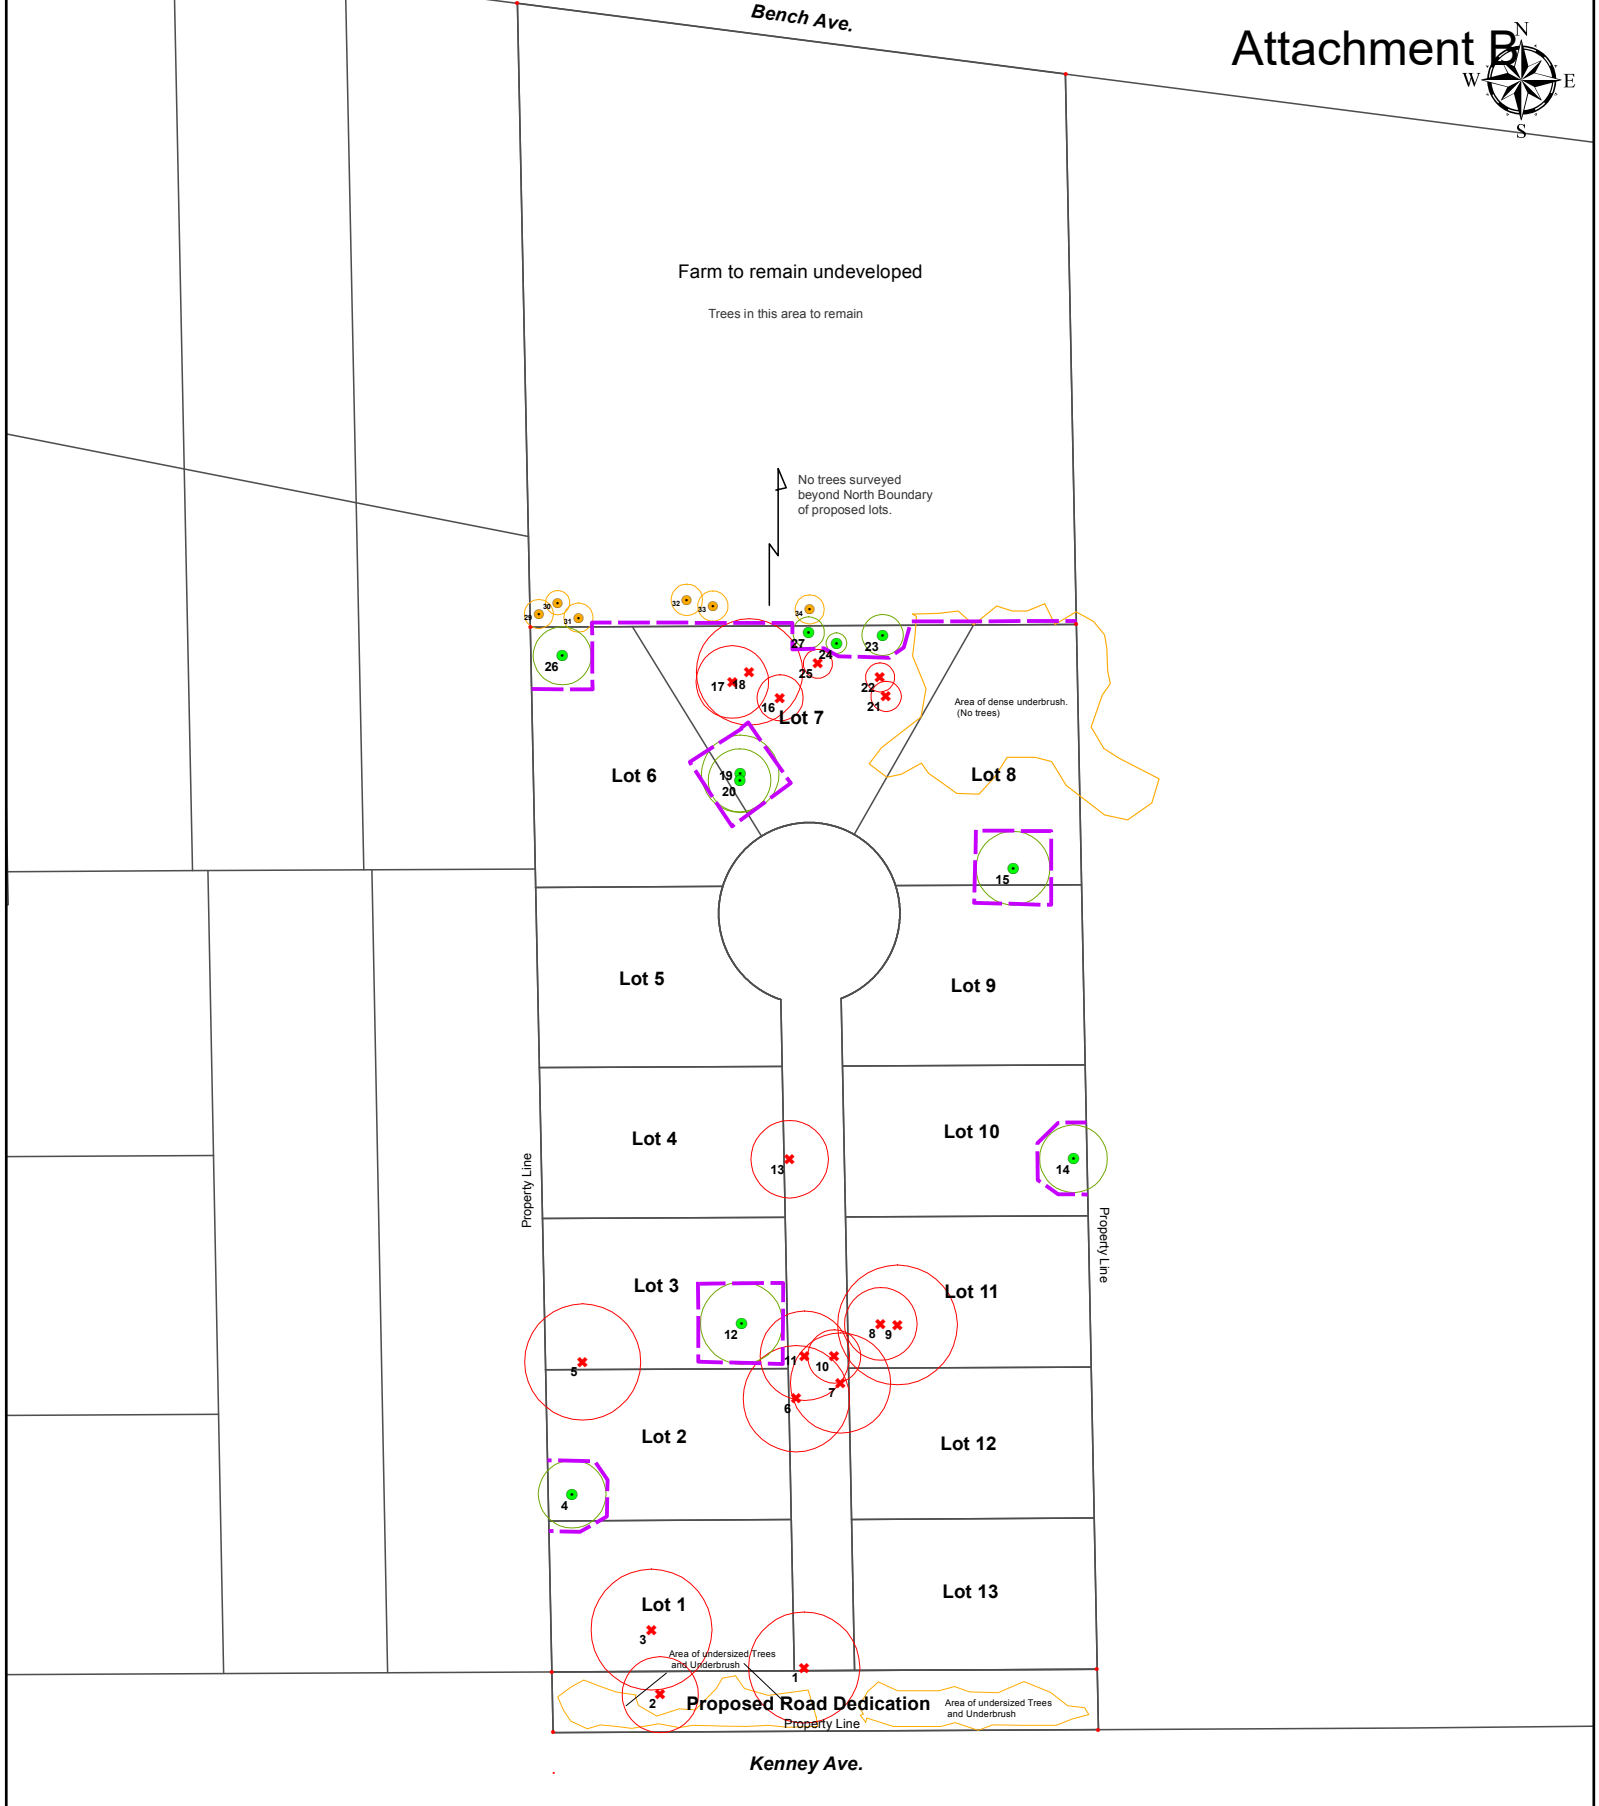 Bench Ave.
Attachment B
N
W
E
S
Farm to remain undeveloped
Trees in this area to remain
No trees surveyed
beyond North Boundary
of proposed lots.
29
30
31
32
33
34
26
27
24
23
25
22
21
17
18
16
Lot 7
Area of dense underbrush.
(No trees)
Lot 6
19
20
Lot 8
15
Lot 5
Lot 9
Lot 4
13
Lot 10
14
Property Line
Property Line
Lot 3
Lot 11
12
8
9
5
11
10
7
6
Lot 2
Lot 12
4
Lot 1
Lot 13
3
Area of undersized Trees
and Underbrush
1
2
Proposed Road Dedication
Area of undersized Trees
and Underbrush
Property Line
Kenney Ave.